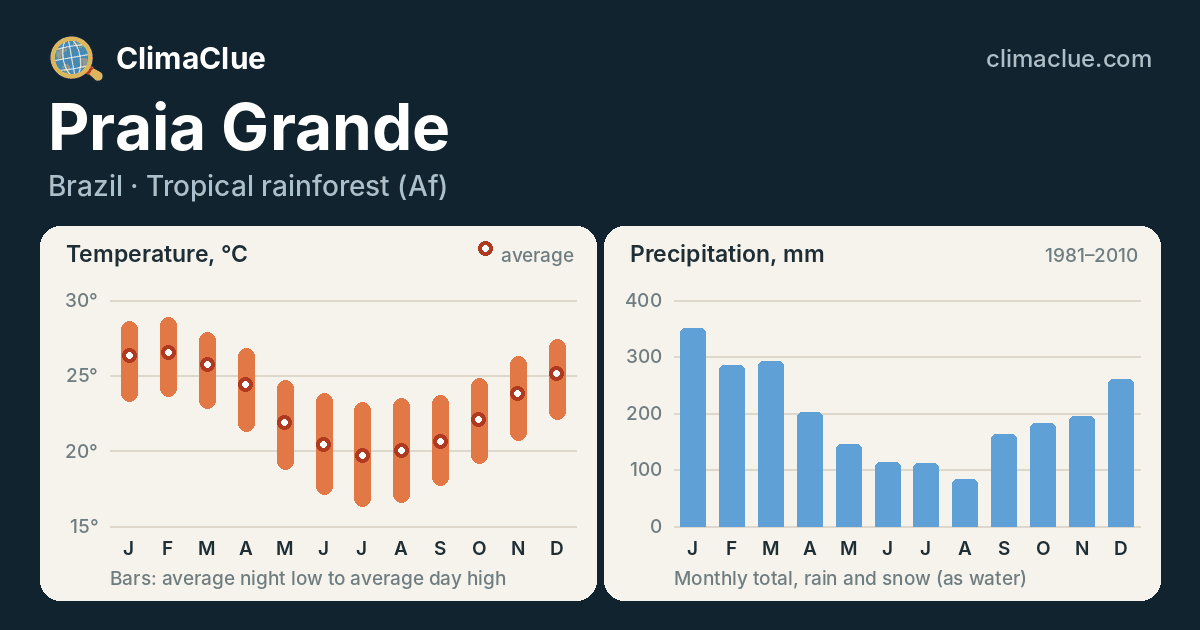 ClimaClue
climaclue.com
Praia Grande
Brazil · Tropical rainforest (Af)
Temperature, °C
average
30°
25°
20°
15°
J F M A M J J A S O N D
Bars: average night low to average day high
Precipitation, mm
1981–2010
400
300
200
100
0
J F M A M J J A S O N D
Monthly total, rain and snow (as water)